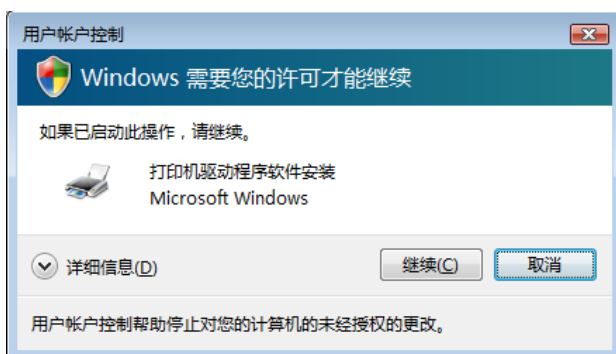 用户帐户控制
Windows 需要您的许可才能继续
如果已启动此操作，请继续。
打印机驱动程序软件安装
Microsoft Windows
详细信息(D)
继续(C)
取消
用户帐户控制帮助停止对您的计算机的未经授权的更改。